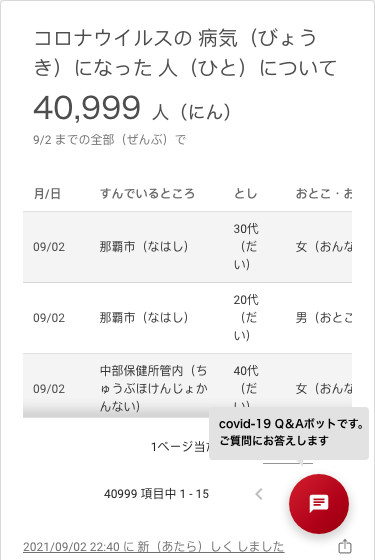 コロナウイルスの 病気（びょう
き）になった 人（ひと）について
40,999 人（にん）
9/2 までの全部（ぜんぶ）で
月/日 すんでいるところ とし おとこ・お
09/02 那覇市（なはし） 30代
（だ
い） 女（おんな
09/02 那覇市（なはし） 20代
（だ
い） 男（おとこ
09/02 中部保健所管内（ち
ゅうぶほけんじょか
んない） 40代
（だ
い） 女（おんな
1ページ当た
covid-19 Q&Aボットです。
ご質問にお答えします
40999 項目中 1 - 15
2021/09/02 22:40 に 新（あたら）しく しました